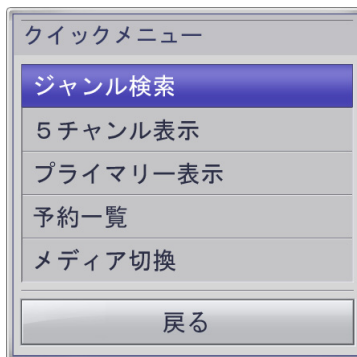 クイックメニュー
ジャンル検索
５チャンル表示
プライマリー表示
予約一覧
メディア切換
戻る